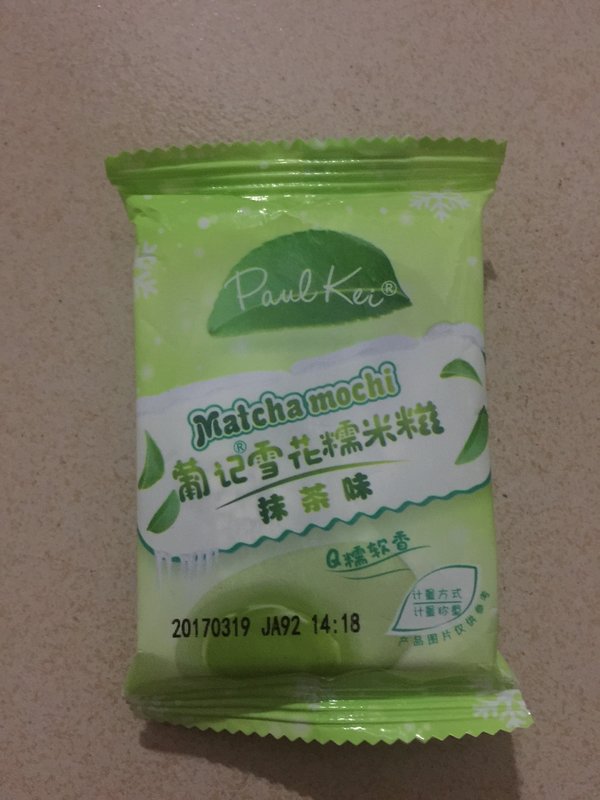 Paul Kei®
Matcha mochi
葡记®雪花糯米糍
抹茶味
Q糯软香
计量方式
计量称重
20170319 JA92 14:18
产品图片仅供参考